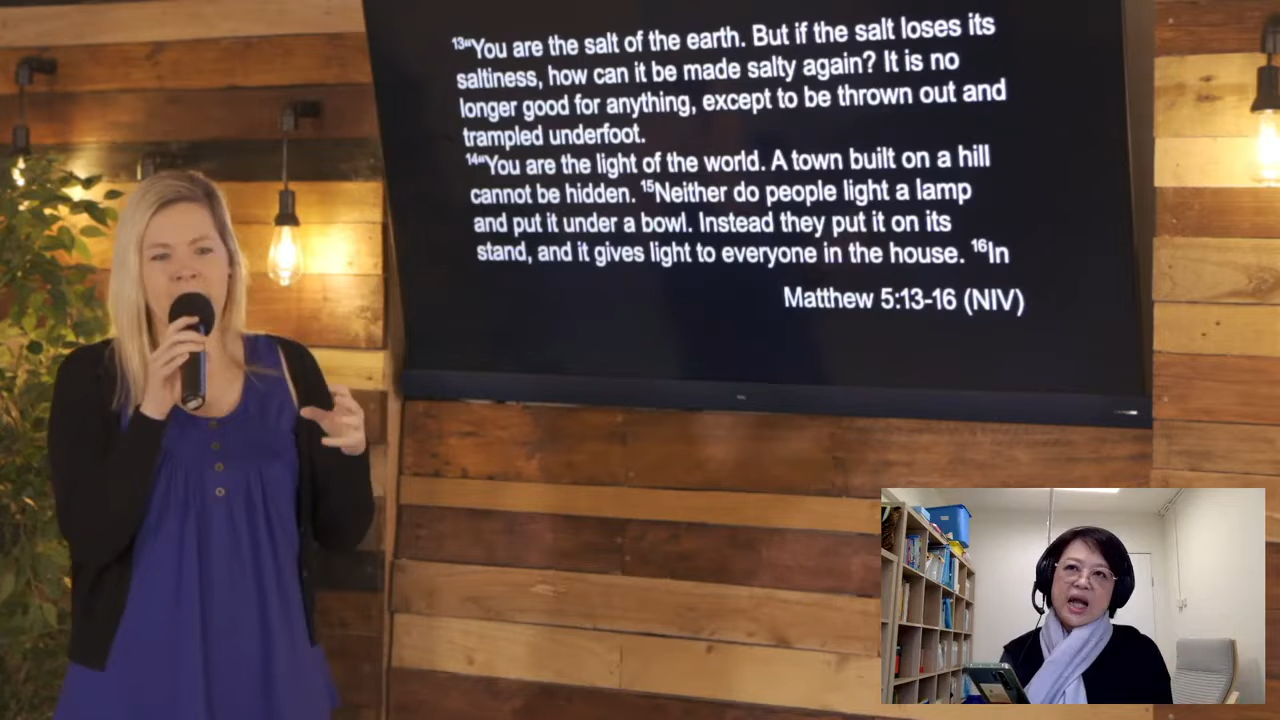 ¹³“You are the salt of the earth. But if the salt loses its
saltiness, how can it be made salty again? It is no
longer good for anything, except to be thrown out and
trampled underfoot.
¹⁴“You are the light of the world. A town built on a hill
cannot be hidden. ¹⁵Neither do people light a lamp
and put it under a bowl. Instead they put it on its
stand, and it gives light to everyone in the house. ¹⁶In
Matthew 5:13-16 (NIV)